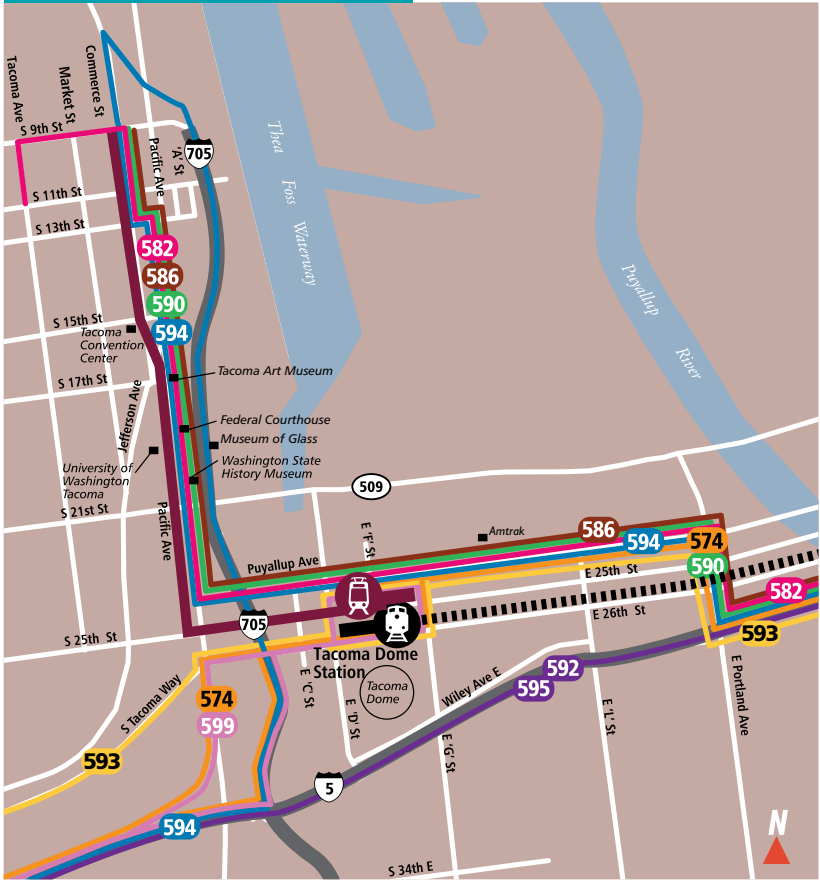 Tacoma Ave
Market St
Commerce St
S 9th St
Pacific Ave
'A' St
705
Thea Foss Waterway
S 11th St
S 13th St
582
586
590
594
S 15th St
Tacoma
Convention
Center
S 17th St
Jefferson Ave
Tacoma Art Museum
Federal Courthouse
Museum of Glass
Washington State
History Museum
University of
Washington
Tacoma
S 21st St
Pacific Ave
Puyallup River
509
E 'F' St
Amtrak
586
594
574
590
Puyallup Ave
E 25th St
E 26th St
582
593
S 25th St
705
Tacoma Dome
Station
Tacoma
Dome
574
599
S Tacoma Way
593
E 'C' St
E 'D' St
Wiley Ave E
592
595
E 'G' St
E 'L' St
E Portland Ave
5
594
S 34th E
N